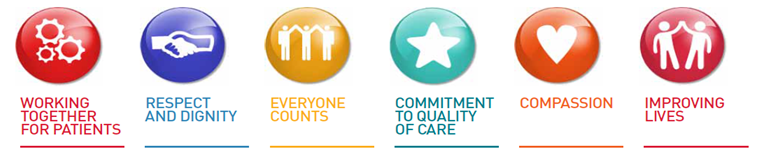 WORKING
TOGETHER
FOR PATIENTS
RESPECT
AND DIGNITY
EVERYONE
COUNTS
COMMITMENT
TO QUALITY
OF CARE
COMPASSION
IMPROVING
LIVES